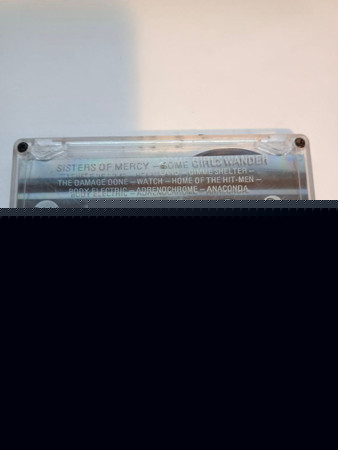 SISTERS OF MERCY – SOME GIRLS WANDER
SHELTER –
THE DAMAGE DONE – WATCH – HOME OF THE HIT-MEN –
BODY ELECTRIC – ADRENOCHROME – ANACONDA